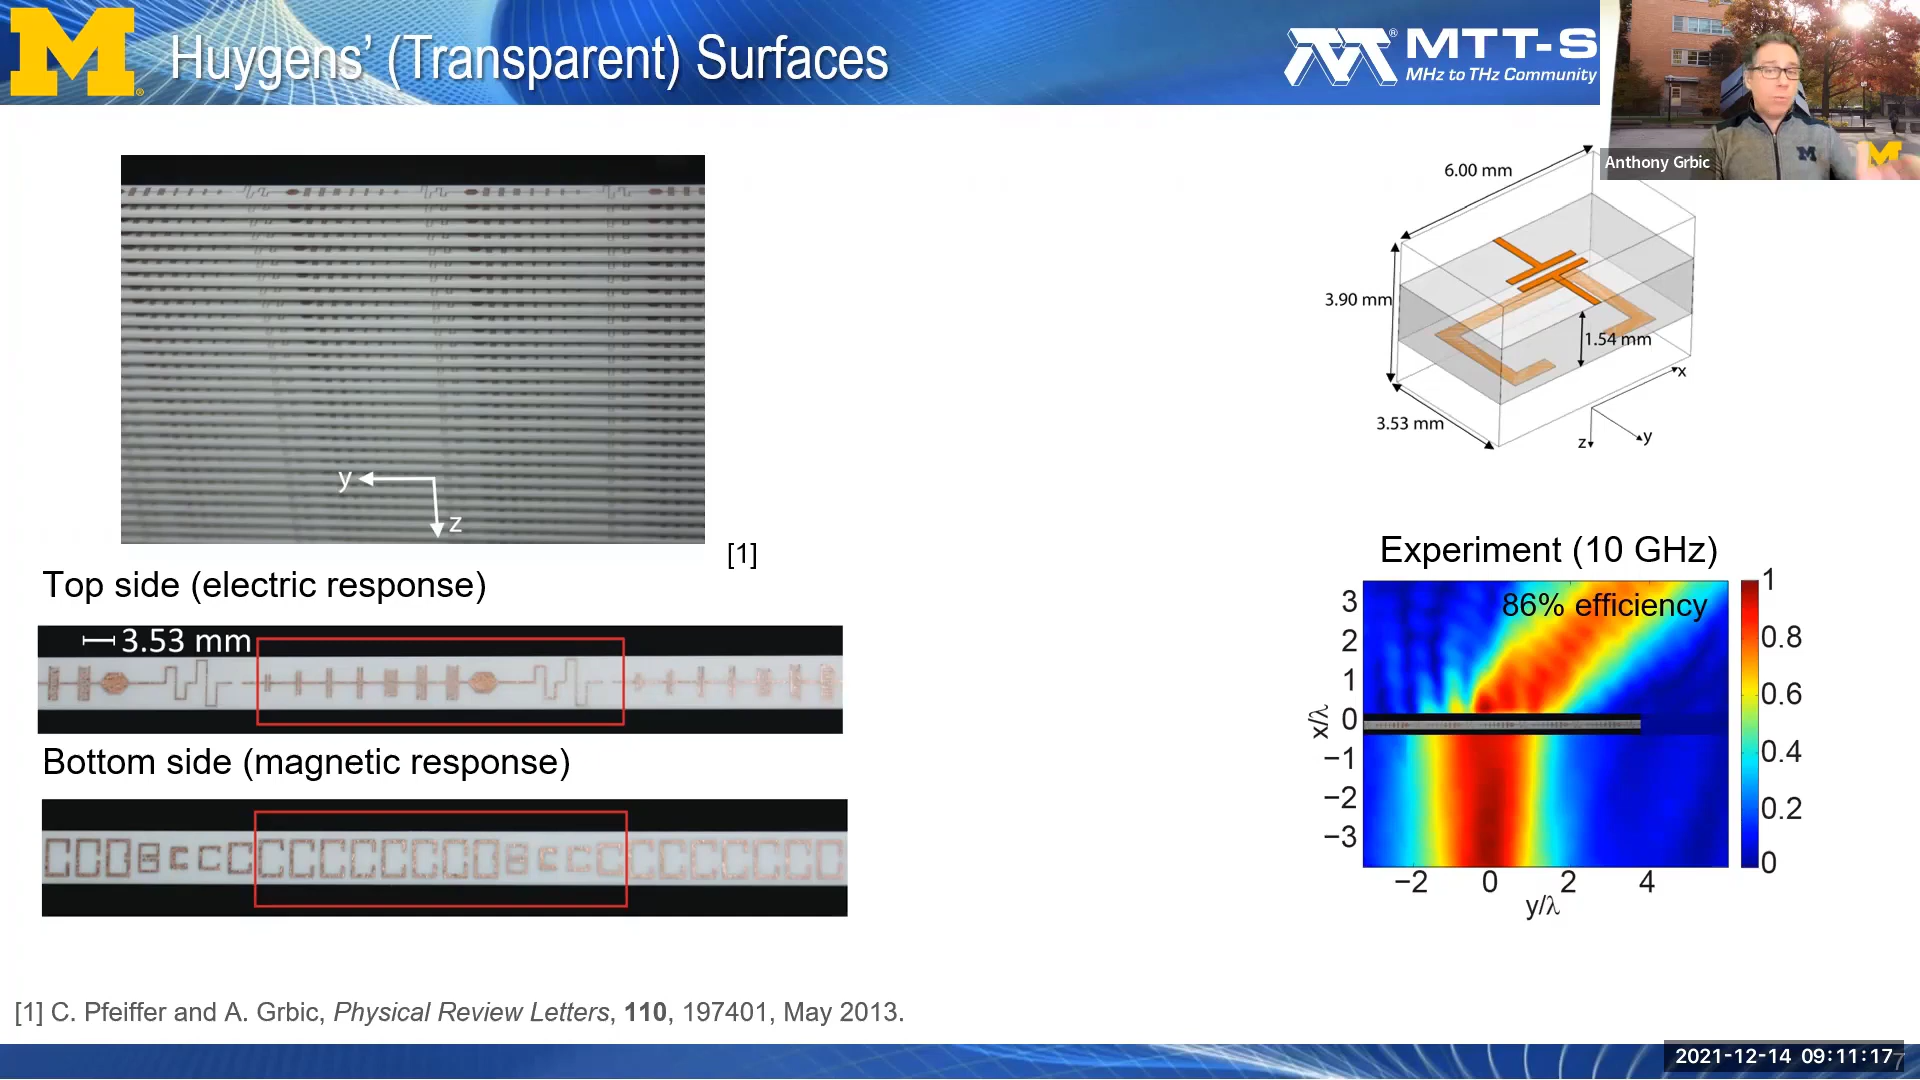 M
Huygens’ (Transparent) Surfaces
MTT-S
MHz to THz Community
Anthony Grbic
y
z
[1]
6.00 mm
3.90 mm
1.54 mm
3.53 mm
x
y
z
Top side (electric response)
3.53 mm
Bottom side (magnetic response)
Experiment (10 GHz)
86% efficiency
3
2
1
0
−1
−2
−3
x/λ
−2 0 2 4
y/λ
1
0.8
0.6
0.4
0.2
0
[1] C. Pfeiffer and A. Grbic, Physical Review Letters, 110, 197401, May 2013.
2021-12-14 09:11:17
7